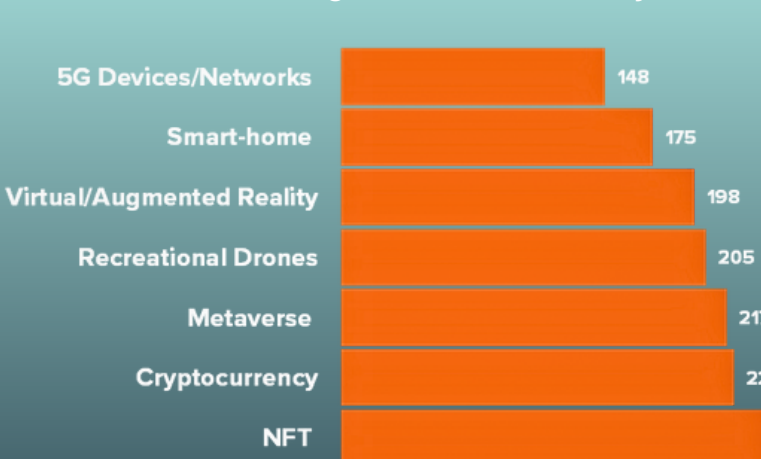 5G Devices/Networks 148
Smart-home 175
Virtual/Augmented Reality 198
Recreational Drones 205
Metaverse
Cryptocurrency
NFT